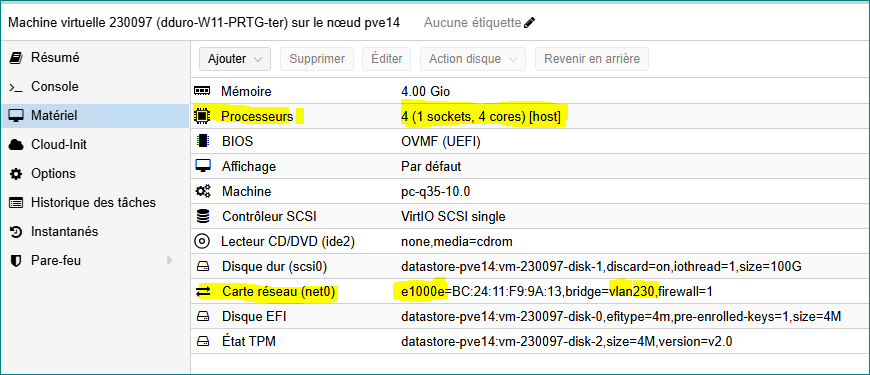 Machine virtuelle 230097 (dduro-W11-PRTG-ter) sur le nœud pve14 Aucune étiquette
Résumé
Console
Matériel
Cloud-Init
Options
Historique des tâches
Instantanés
Pare-feu
Ajouter Supprimer Éditer Action disque Revenir en arrière
Mémoire 4.00 Gio
Processeurs 4 (1 sockets, 4 cores) [host]
BIOS OVMF (UEFI)
Affichage Par défaut
Machine pc-q35-10.0
Contrôleur SCSI VirtIO SCSI single
Lecteur CD/DVD (ide2) none,media=cdrom
Disque dur (scsi0) datastore-pve14:vm-230097-disk-1,discard=on,iothread=1,size=100G
Carte réseau (net0) e1000e=BC:24:11:F9:9A:13,bridge=vlan230,firewall=1
Disque EFI datastore-pve14:vm-230097-disk-0,efitype=4m,pre-enrolled-keys=1,size=4M
État TPM datastore-pve14:vm-230097-disk-2,size=4M,version=v2.0